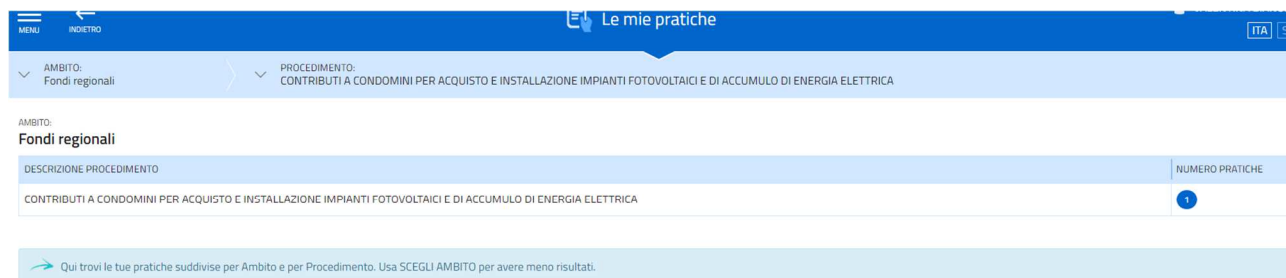 Le mie pratiche
MENU
INDIETRO
ITA
AMBITO:
Fondi regionali
PROCEDIMENTO:
CONTRIBUTI A CONDOMINI PER ACQUISTO E INSTALLAZIONE IMPIANTI FOTOVOLTAICI E DI ACCUMULO DI ENERGIA ELETTRICA
AMBITO:
Fondi regionali
DESCRIZIONE PROCEDIMENTO
NUMERO PRATICHE
CONTRIBUTI A CONDOMINI PER ACQUISTO E INSTALLAZIONE IMPIANTI FOTOVOLTAICI E DI ACCUMULO DI ENERGIA ELETTRICA
1
Qui trovi le tue pratiche suddivise per Ambito e per Procedimento. Usa SCEGLI AMBITO per avere meno risultati.